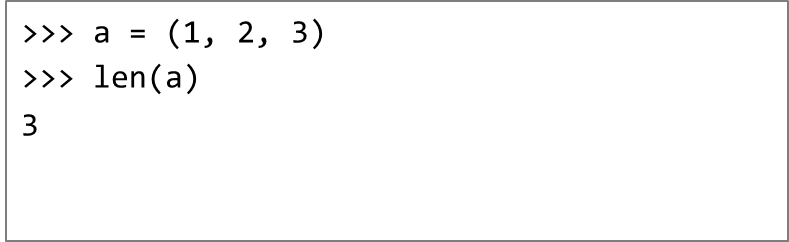 >>> a = (1, 2, 3)
>>> len(a)
3